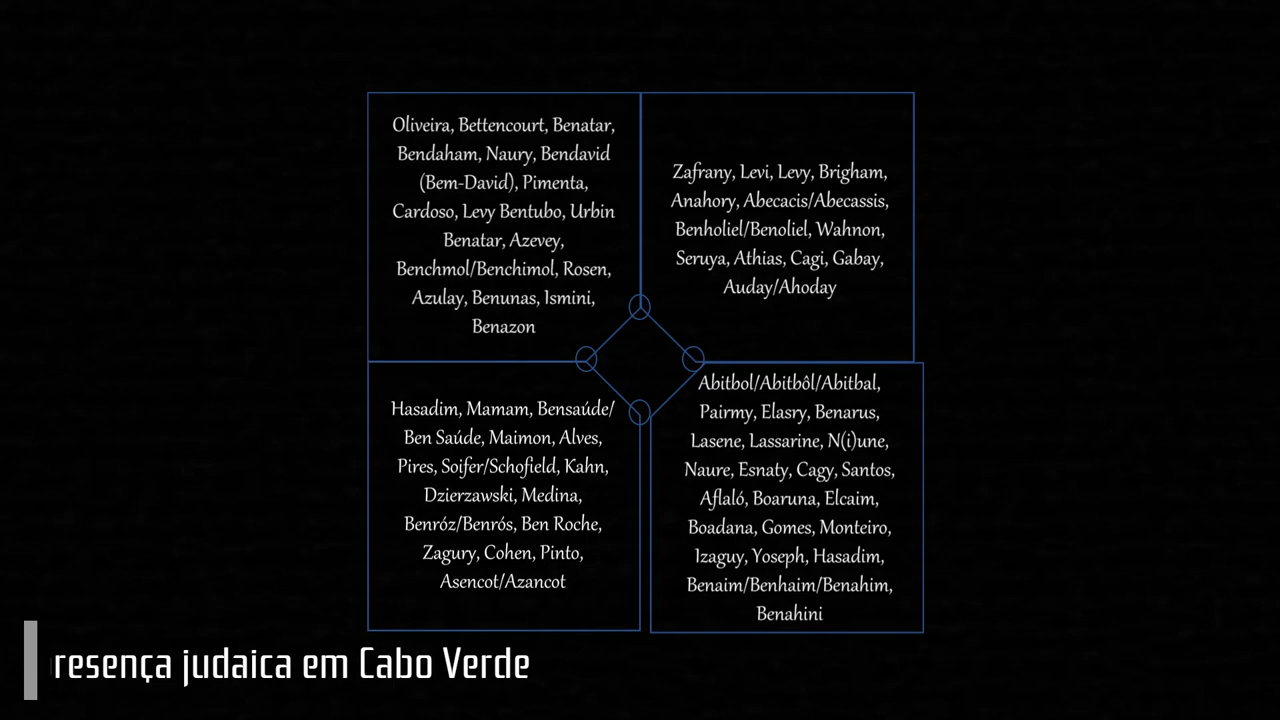 Oliveira, Bettencourt, Benatar,
Bendaham, Naury, Bendavid
(Bem-David), Pimenta,
Cardoso, Levy Bentubo, Urbin
Benatar, Azevey,
Benchmol/Benchimol, Rosen,
Azulay, Benunas, Ismini,
Benazon
Zafrany, Levi, Levy, Brigham,
Anahory, Abecacis/Abecassis,
Benholiel/Benoliel, Wahnon,
Seruya, Athias, Cagi, Gabay,
Auday/Ahoday
Hasadim, Mamam, Bensaúde/
Ben Saúde, Maimon, Alves,
Pires, Soifer/Schofield, Kahn,
Dzierzawski, Medina,
Benróz/Benrós, Ben Roche,
Zagury, Cohen, Pinto,
Asencot/Azancot
Abitbol/Abitbôl/Abitbal,
Pairmy, Elasry, Benarus,
Lasene, Lassarine, N(i)une,
Naure, Esnaty, Cagy, Santos,
Aflaló, Boaruna, Elcaim,
Boadana, Gomes, Monteiro,
Izaguy, Yoseph, Hasadim,
Benaim/Benhaim/Benahim,
Benahini
resença judaica em Cabo Verde